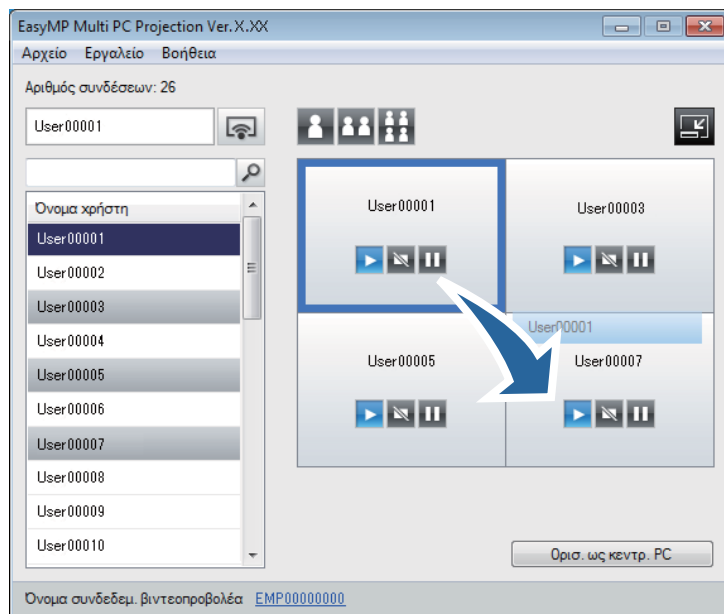 EasyMP Multi PC Projection Ver.X.XX
Αρχείο Εργαλείο Βοήθεια
Αριθμός συνδέσεων: 26
User00001
Όνομα χρήστη
User00001
User00002
User00003
User00004
User00005
User00006
User00007
User00008
User00009
User00010
User00001
User00003
User00001
User00005
User00007
Ορισ. ως κεντρ. PC
Όνομα συνδεδεμ. βιντεοπροβολέα EMP00000000